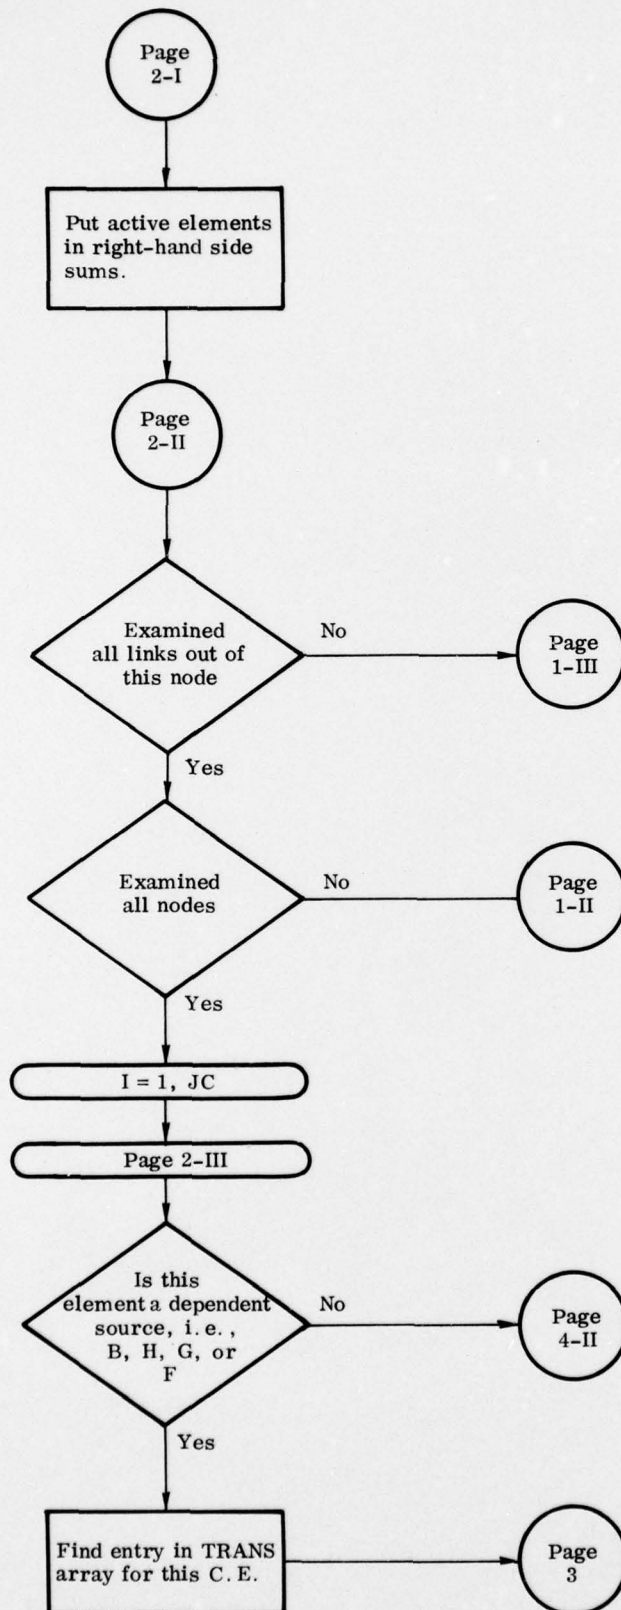 Page
2-I
Put active elements
in right-hand side
sums.
Page
2-II
Examined
all links out of
this node
No
Page
1-III
Yes
Examined
all nodes
No
Page
1-II
Yes
I = 1, JC
Page 2-III
Is this
element a dependent
source, i.e.,
B, H, G, or
F
No
Page
4-II
Yes
Find entry in TRANS
array for this C.E.
Page
3